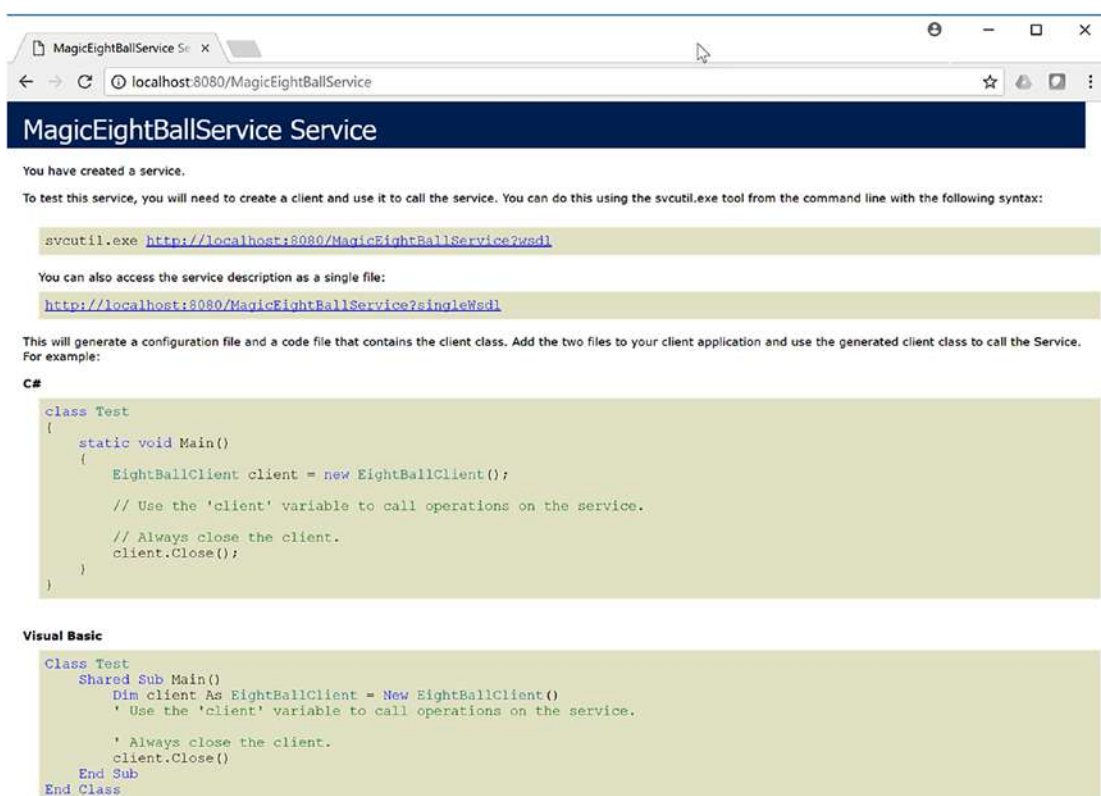 MagicEightBallService Se
localhost:8080/MagicEightBallService
MagicEightBallService Service
You have created a service.
To test this service, you will need to create a client and use it to call the service. You can do this using the svcutil.exe tool from the command line with the following syntax:
svcutil.exe http://localhost:8080/MagicEightBallService?wsdl
You can also access the service description as a single file:
http://localhost:8080/MagicEightBallService?singleWsdl
This will generate a configuration file and a code file that contains the client class. Add the two files to your client application and use the generated client class to call the Service.
For example:
C#
class Test
{
    static void Main()
    {
        EightBallClient client = new EightBallClient();
        // Use the 'client' variable to call operations on the service.
        // Always close the client.
        client.Close();
    }
}
Visual Basic
Class Test
    Shared Sub Main()
        Dim client As EightBallClient = New EightBallClient()
        ' Use the 'client' variable to call operations on the service.
        ' Always close the client.
        client.Close()
    End Sub
End Class